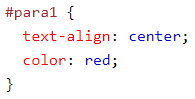 #para1 {
  text-align: center;
  color: red;
}